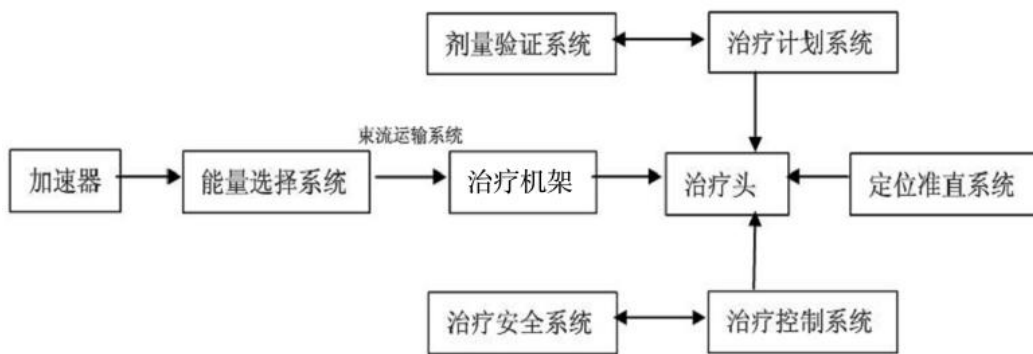 剂量验证系统
治疗计划系统
束流运输系统
加速器
能量选择系统
治疗机架
治疗头
定位准直系统
治疗安全系统
治疗控制系统